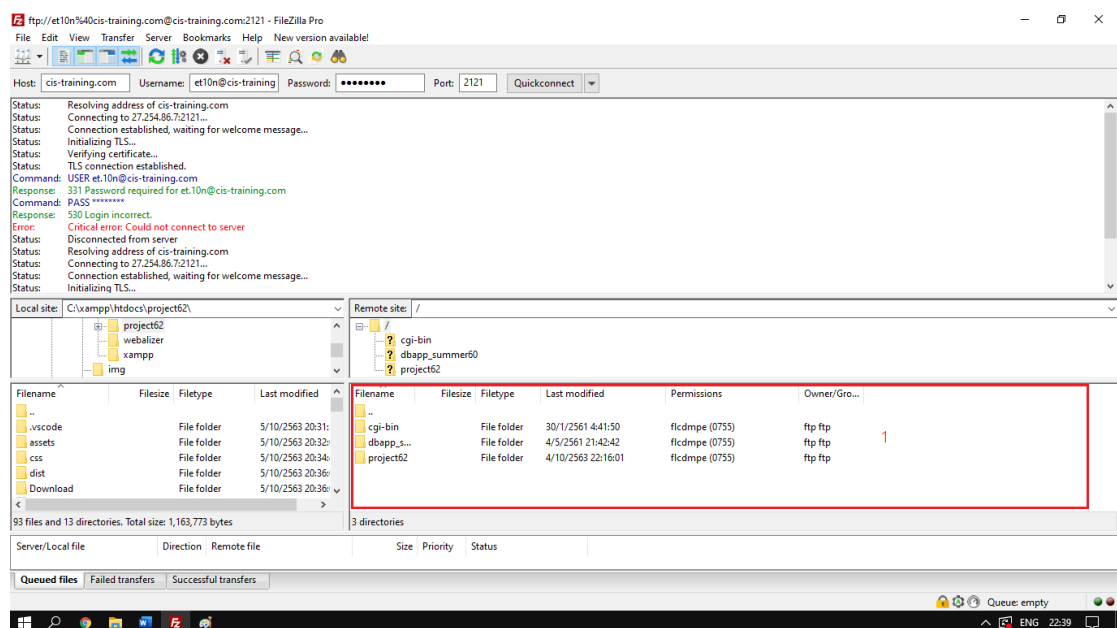 ftp://et10n%40cis-training.com@cis-training.com:2121 - FileZilla Pro
File Edit View Transfer Server Bookmarks Help New version available!
Host: cis-training.com Username: et10n@cis-training Password: •••••••• Port: 2121 Quickconnect
Status: Resolving address of cis-training.com
Status: Connecting to 27.254.86.7:2121...
Status: Connection established, waiting for welcome message...
Status: Initializing TLS...
Status: Verifying certificate...
Status: TLS connection established.
Command: USER et.10n@cis-training.com
Response: 331 Password required for et.10n@cis-training.com
Command: PASS ********
Response: 530 Login incorrect.
Error: Critical error: Could not connect to server
Status: Disconnected from server
Status: Resolving address of cis-training.com
Status: Connecting to 27.254.86.7:2121...
Status: Connection established, waiting for welcome message...
Status: Initializing TLS...
Local site: C:\xampp\htdocs\project62\
project62
webalizer
xampp
img
Remote site: /
/
cgi-bin
dbapp_summer60
project62
Filename Filesize Filetype Last modified
..
.vscode File folder 5/10/2563 20:31:
assets File folder 5/10/2563 20:32:
css File folder 5/10/2563 20:34:
dist File folder 5/10/2563 20:36:
Download File folder 5/10/2563 20:36:
93 files and 13 directories. Total size: 1,163,773 bytes
Filename Filesize Filetype Last modified Permissions Owner/Gro...
..
cgi-bin File folder 30/1/2561 4:41:50 flcdmpe (0755) ftp ftp
dbapp_s... File folder 4/5/2561 21:42:42 flcdmpe (0755) ftp ftp
project62 File folder 4/10/2563 22:16:01 flcdmpe (0755) ftp ftp
1
3 directories
Server/Local file Direction Remote file Size Priority Status
Queued files Failed transfers Successful transfers
Queue: empty
ENG 22:39